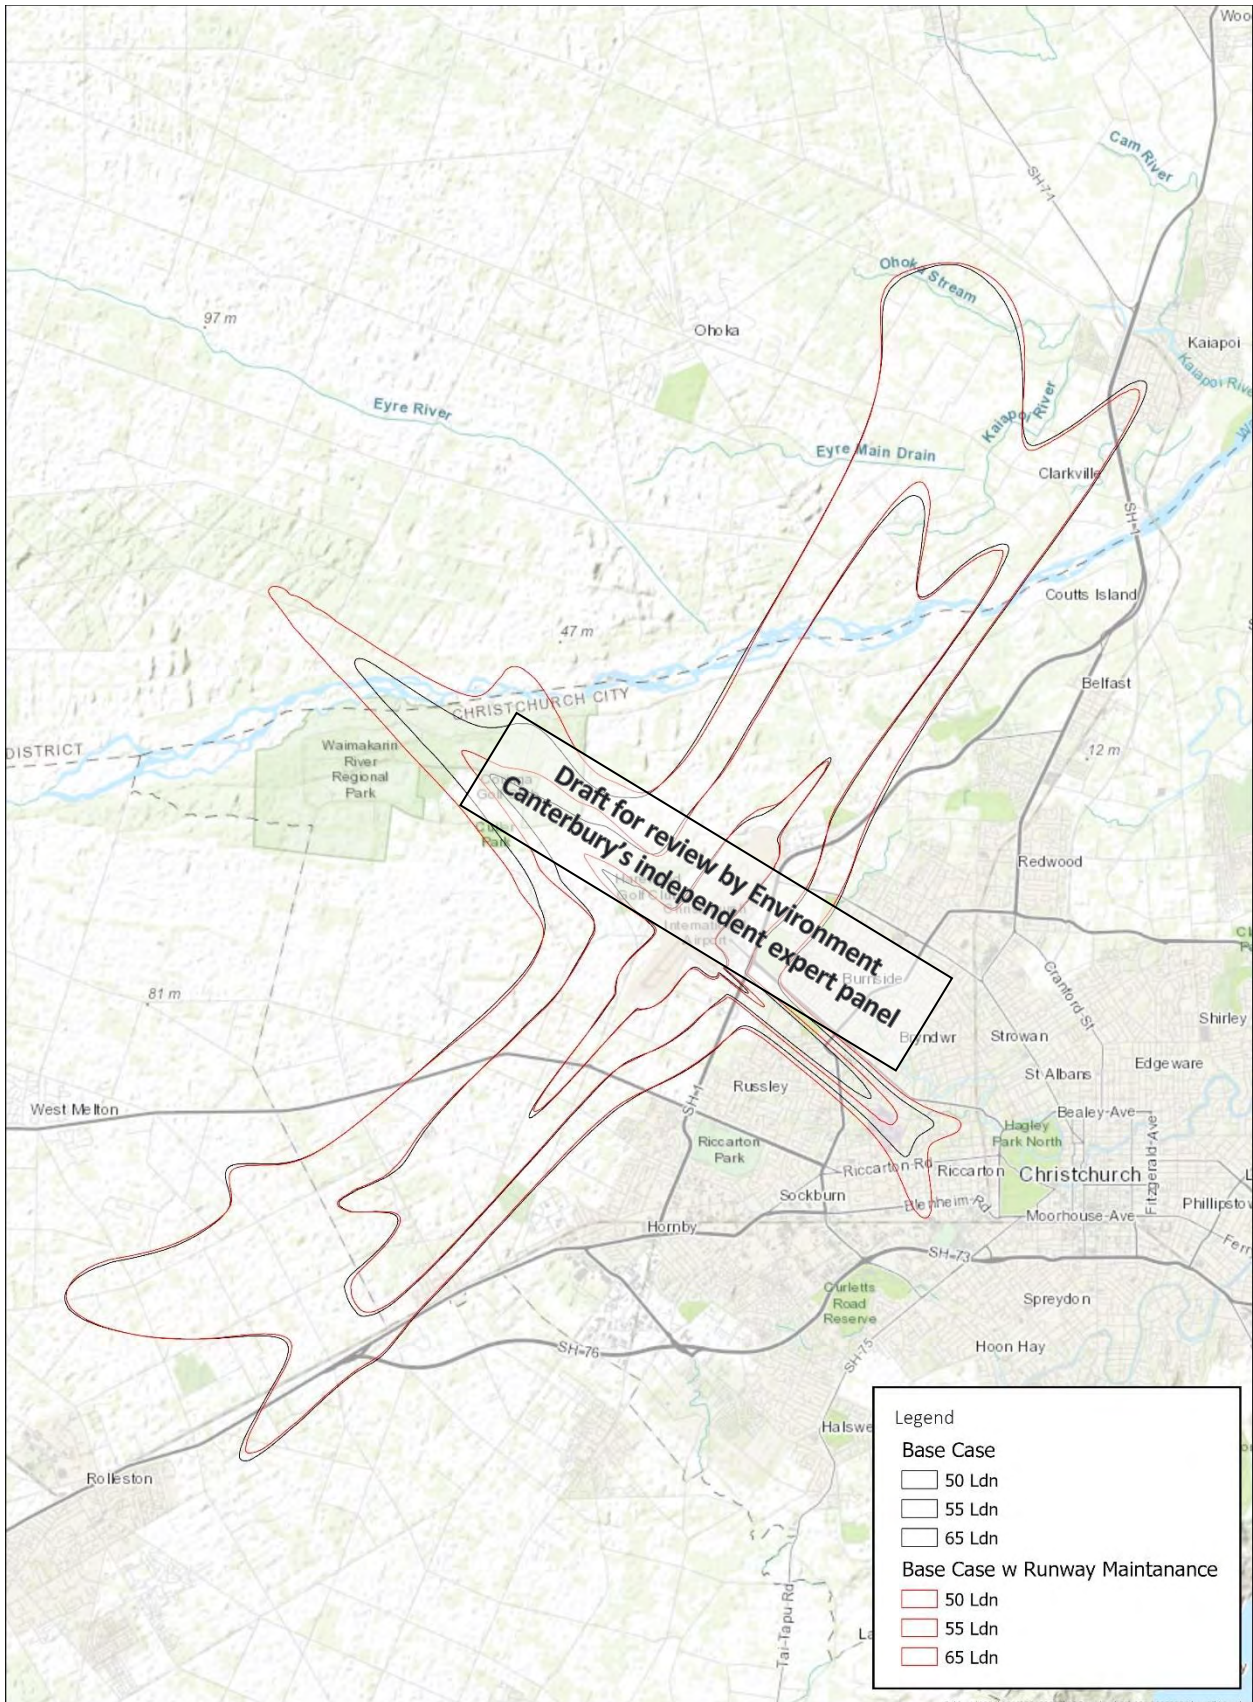 Woo
Cam River
SH-71
Ohoka Stream
97 m
Ohoka
Kaiapoi
Kaiapoi Rive
Eyre River
Kaiapoi River
Eyre Main Drain
Clarkville
SH-1
Coutts Island
47 m
CHRISTCHURCH CITY
Belfast
DISTRICT
Waimakariri
River
Regional
Park
12 m
Draft for review by Environment
Canterbury's independent expert panel
Redwood
Burnside
Cranford St
81 m
Bryndwr
Strowan
Shirley
Edgeware
St Albans
Russley
West Melton
SH-1
Bealey-Ave
Hagley
Park North
Fitzgerald-Ave
Riccarton
Park
Riccarton Rd
Riccarton
Christchurch
Sockburn
Blenheim-Rd
Phillipstow
Moorhouse-Ave
Hornby
Ferr
SH-73
Curletts
Road
Reserve
Spreydon
SH-76
Hoon Hay
SH-75
Halswe
Rolleston
Tai-Tapu Rd
La
Legend
Base Case
50 Ldn
55 Ldn
65 Ldn
Base Case w Runway Maintanance
50 Ldn
55 Ldn
65 Ldn